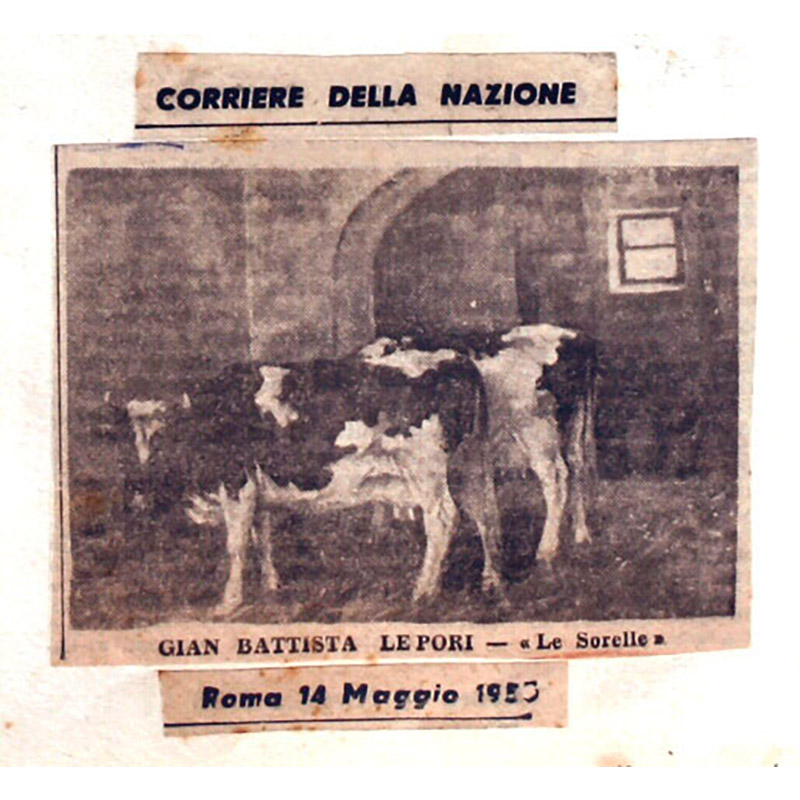 CORRIERE DELLA NAZIONE
GIAN BATTISTA LEPORI — « Le Sorelle »
Roma 14 Maggio